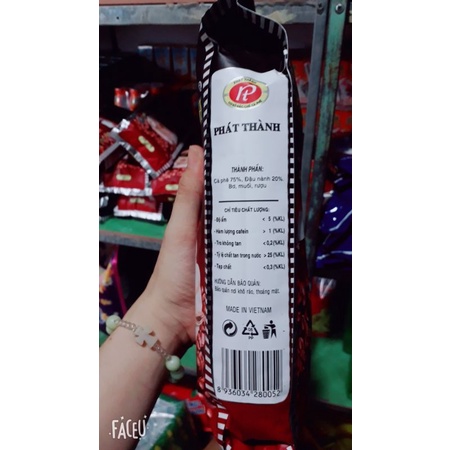 PHÁT THÀNH
THÀNH PHẦN:
Cà phê 75%, Đậu nành 20%
Bơ, muối, rượu
CHỈ TIÊU CHẤT LƯỢNG:
- Độ ẩm < 5 (%KL)
- Hàm lượng cafein > 1 (%KL)
- Tro không tan < 0,2(%KL)
- Tỷ lệ chất tan trong nước > 25 (%KL)
- Tạp chất < 0,3 (%KL)
HƯỚNG DẪN BẢO QUẢN:
Bảo quản nơi khô ráo, thoáng mát.
MADE IN VIETNAM
8 936034 280052
FACEU